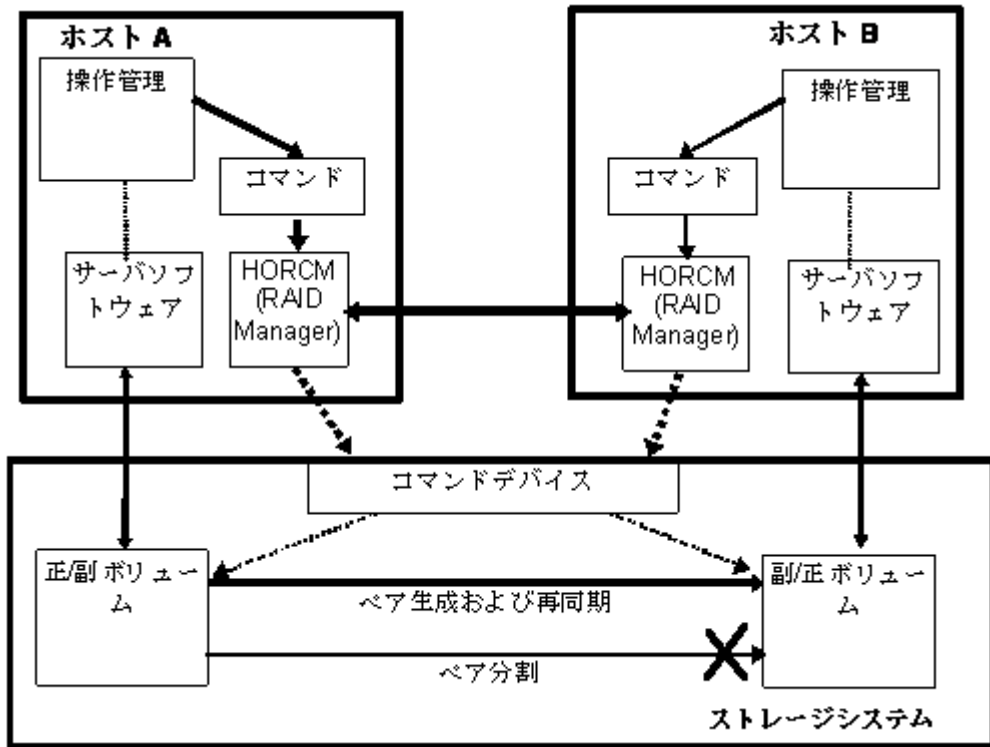 ホスト A
操作管理
コマンド
サーバソフ
トウェア
HORCM
(RAID
Manager)
ホスト B
操作管理
コマンド
HORCM
(RAID
Manager)
サーバソフ
トウェア
コマンドデバイス
正/副 ボリュー
ム
副/正 ボリュー
ム
ペア生成および再同期
ペア分割
ストレージシステム